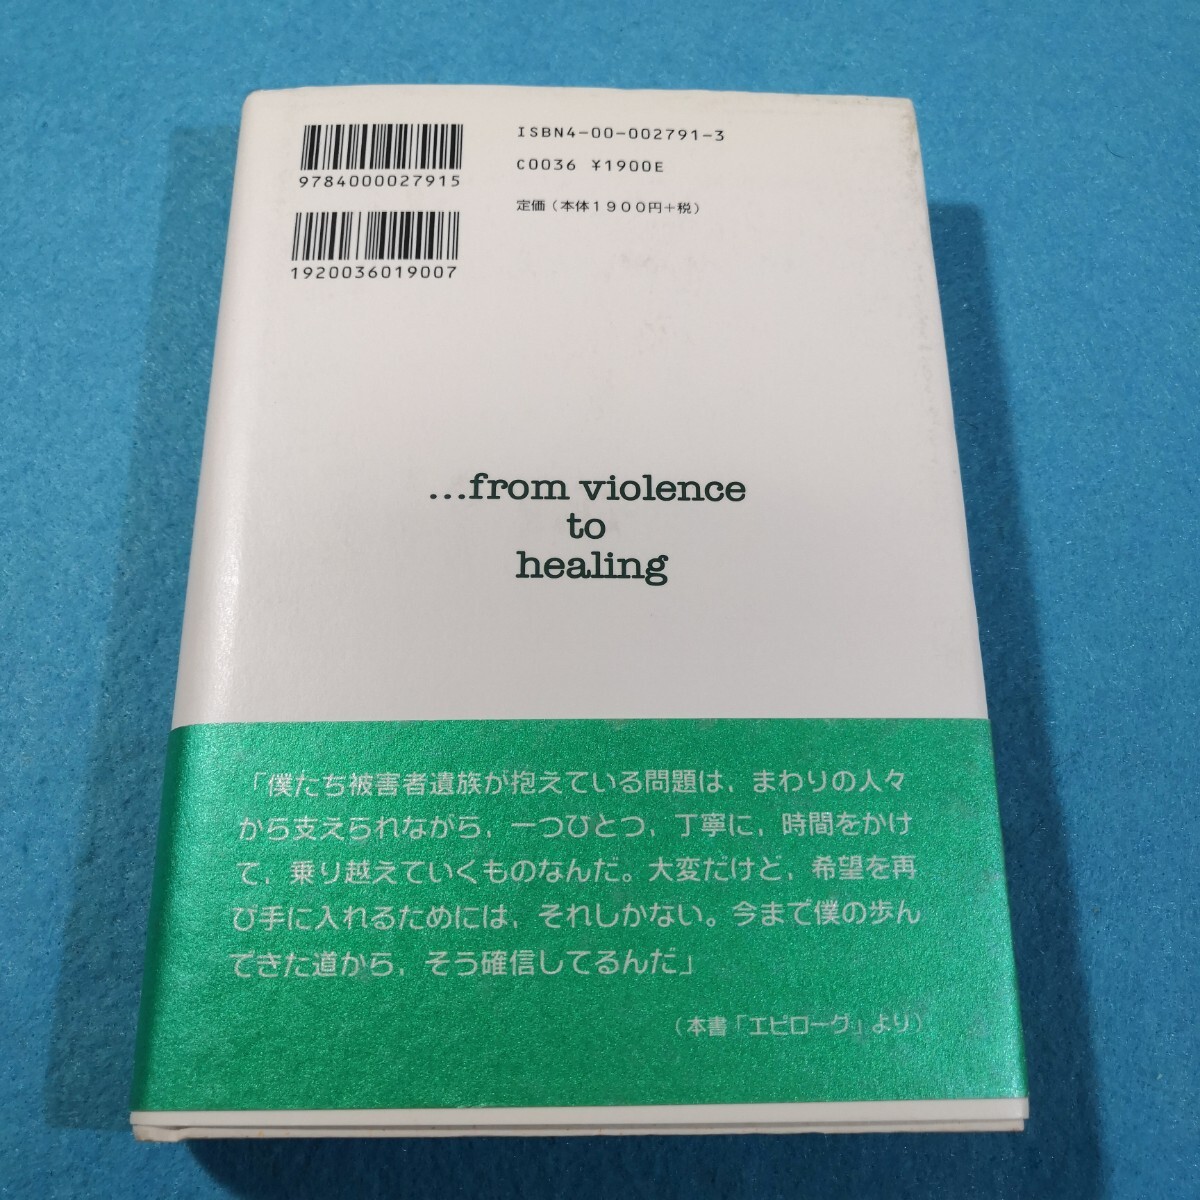 ISBN4-00-002791-3
9784000027915
C0036 ¥1900E
定価(本体1900円+税)
1920036019007
...from violence
to
healing
「僕たち被害者遺族が抱えている問題は，まわりの人々
から支えられながら，一つひとつ，丁寧に，時間をかけ
て，乗り越えていくものなんだ。大変だけど，希望を再
び手に入れるためには，それしかない。今まで僕の歩ん
できた道から，そう確信してるんだ」
(本書「エピローグ」より)